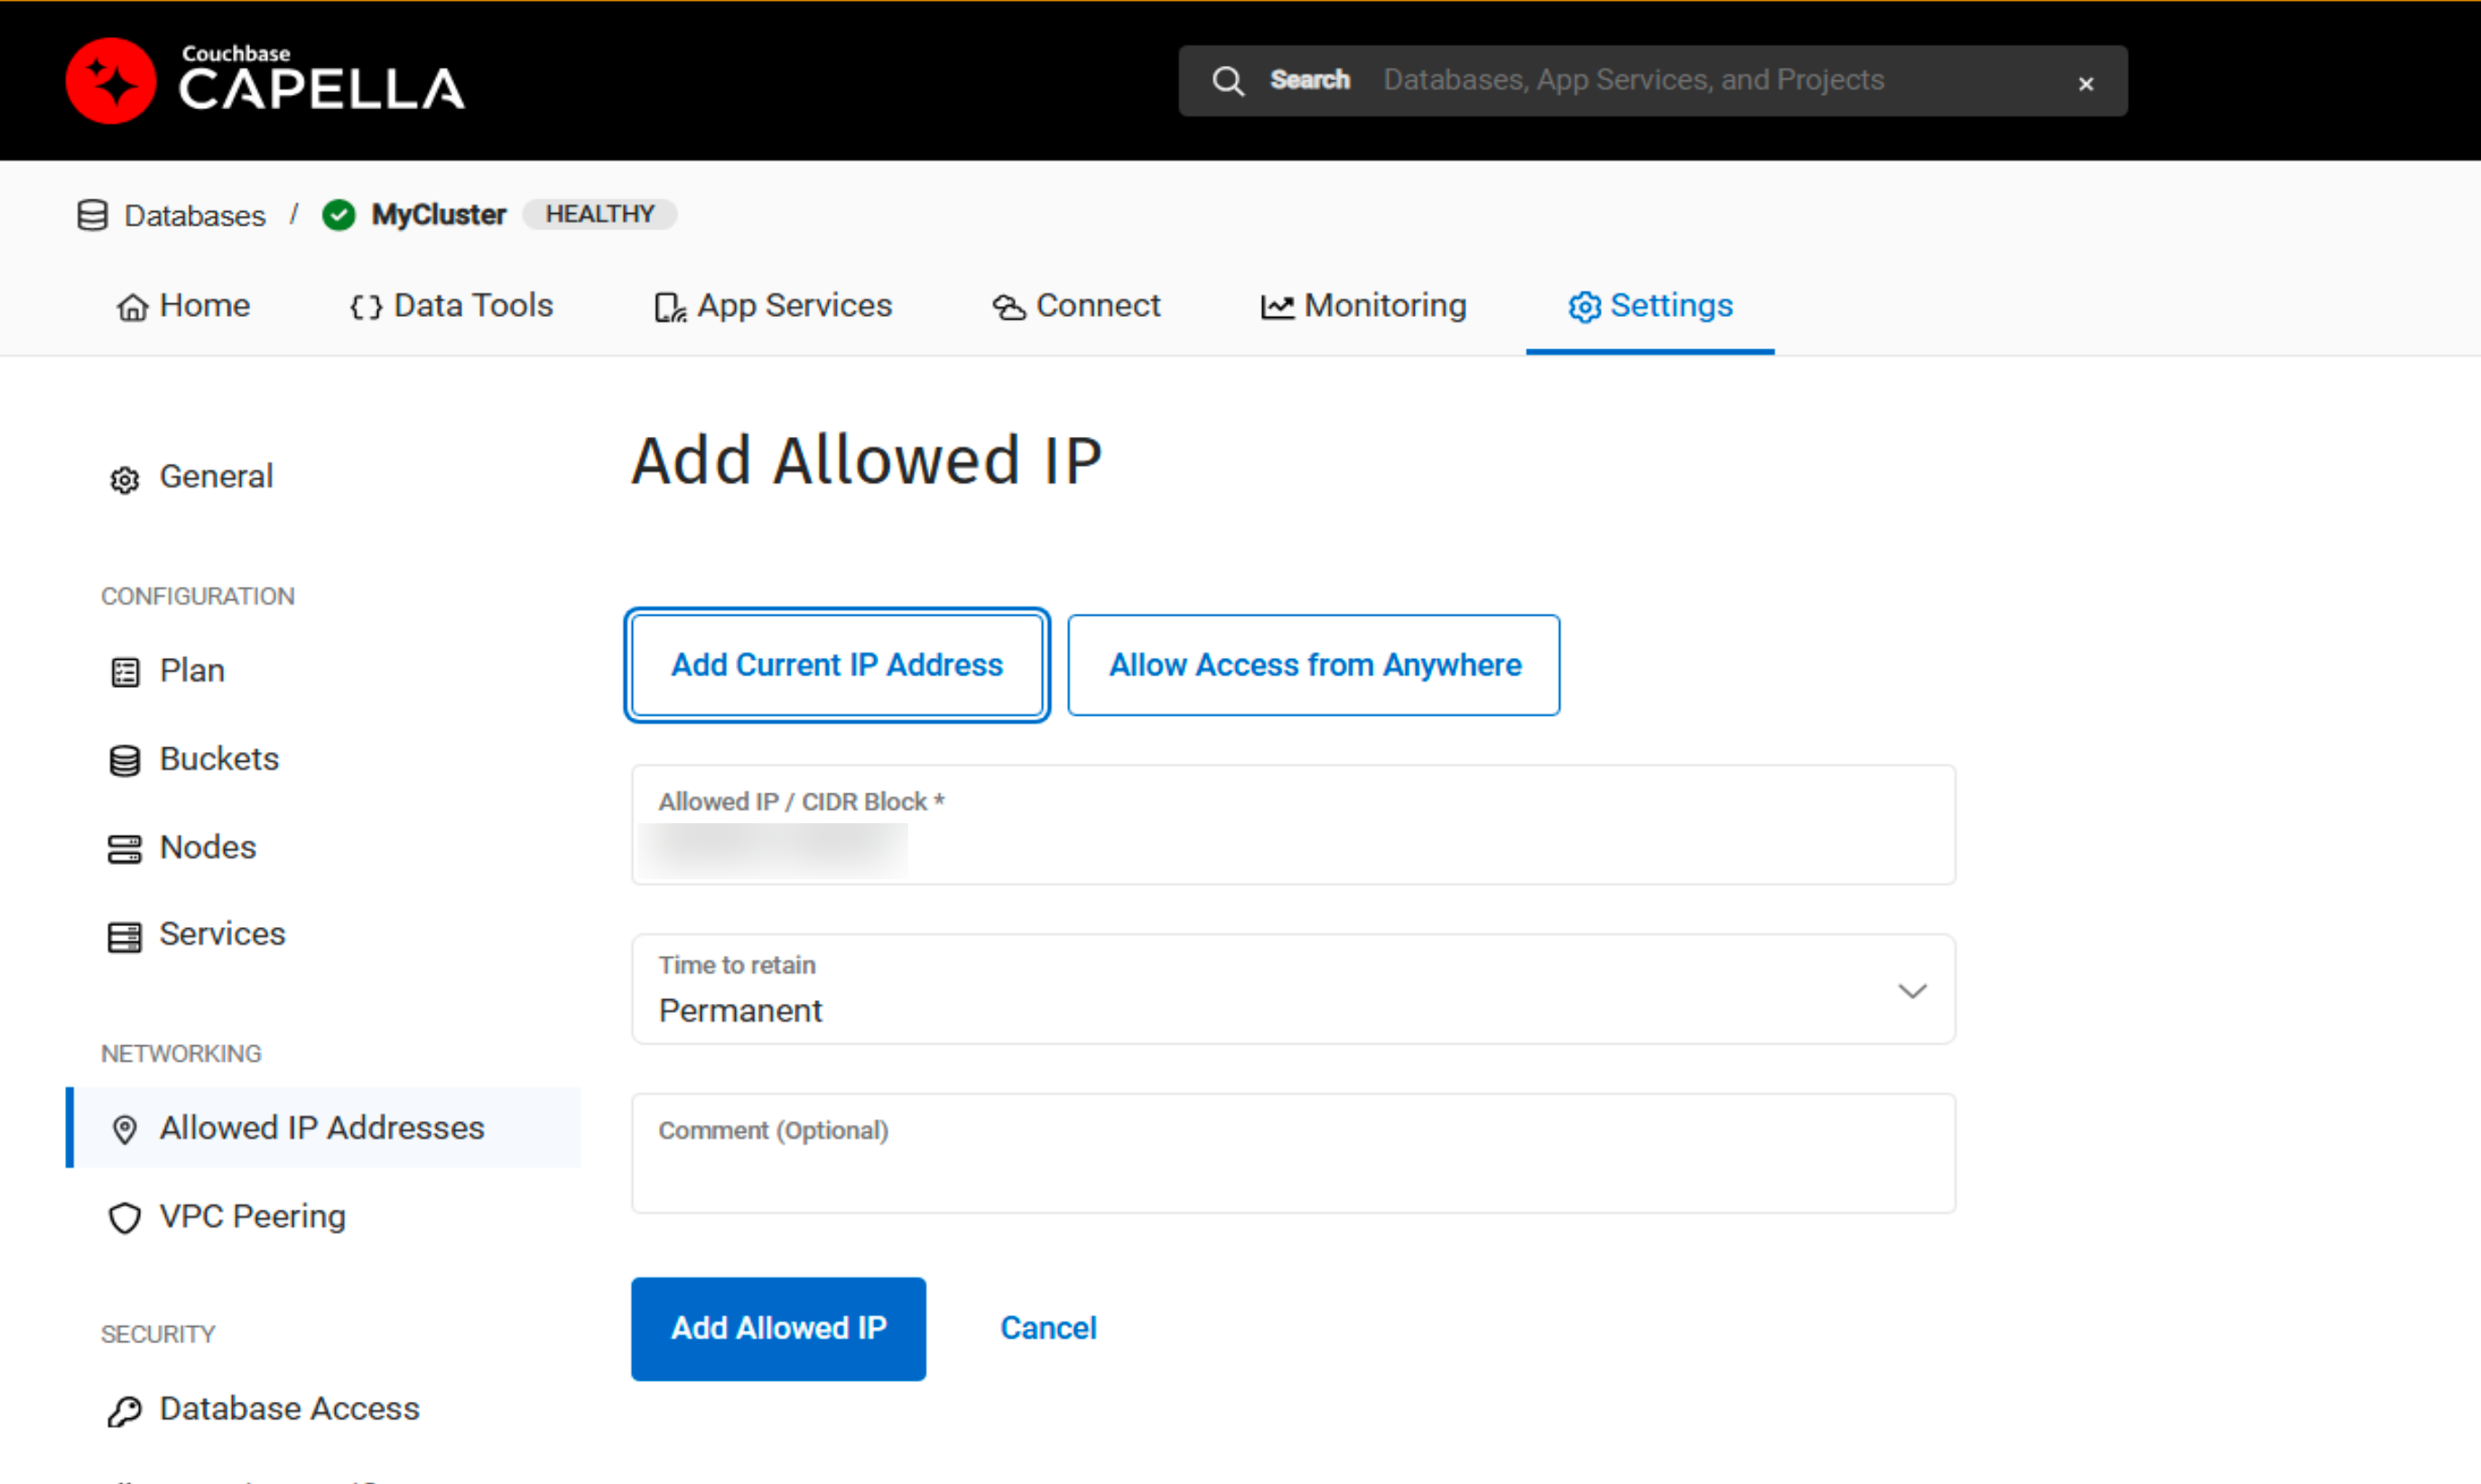 Couchbase
CAPELLA
Search Databases, App Services, and Projects
Databases / MyCluster HEALTHY
Home {} Data Tools App Services Connect Monitoring Settings
Add Allowed IP
General
CONFIGURATION
Add Current IP Address Allow Access from Anywhere
Plan
Buckets
Allowed IP / CIDR Block *
Nodes
Services
Time to retain
Permanent
NETWORKING
Allowed IP Addresses
Comment (Optional)
VPC Peering
SECURITY
Add Allowed IP Cancel
Database Access